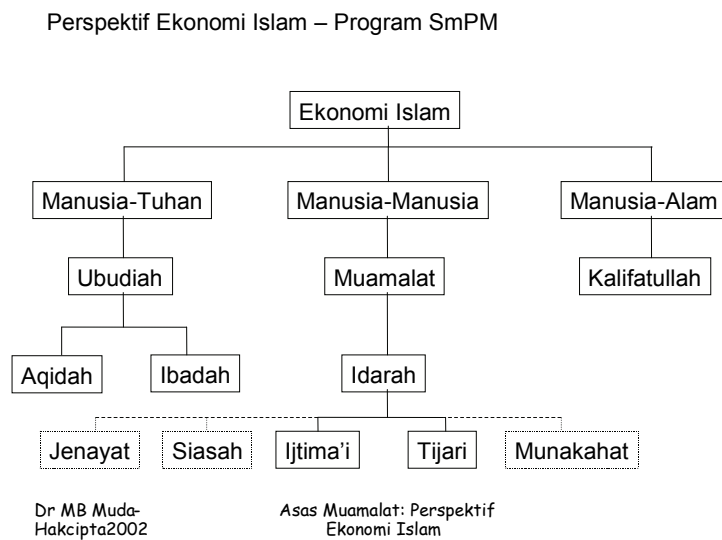 Perspektif Ekonomi Islam – Program SmPM
Ekonomi Islam
Manusia-Tuhan
Manusia-Manusia
Manusia-Alam
Ubudiah
Muamalat
Kalifatullah
Aqidah
Ibadah
Idarah
Jenayat
Siasah
Ijtima'i
Tijari
Munakahat
Dr MB Muda-
Hakcipta2002
Asas Muamalat: Perspektif
Ekonomi Islam